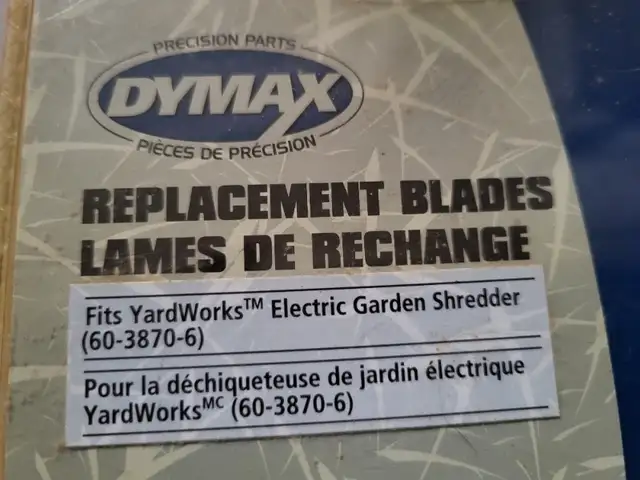 PRECISION PARTS
DYMAX
PIÈCES DE PRÉCISION
REPLACEMENT BLADES
LAMES DE RECHANGE
Fits YardWorks™ Electric Garden Shredder
(60-3870-6)
Pour la déchiqueteuse de jardin électrique
YardWorksᴹᶜ (60-3870-6)